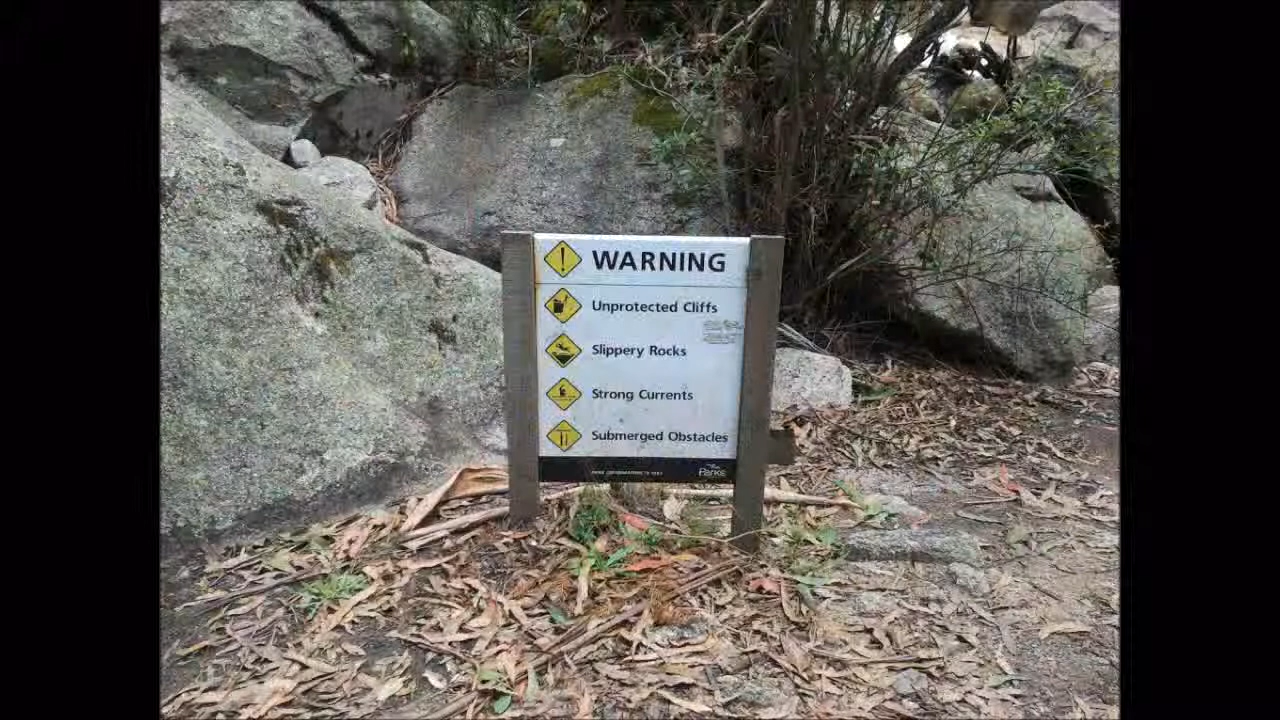 WARNING
Unprotected Cliffs
Slippery Rocks
Strong Currents
Submerged Obstacles
Parks